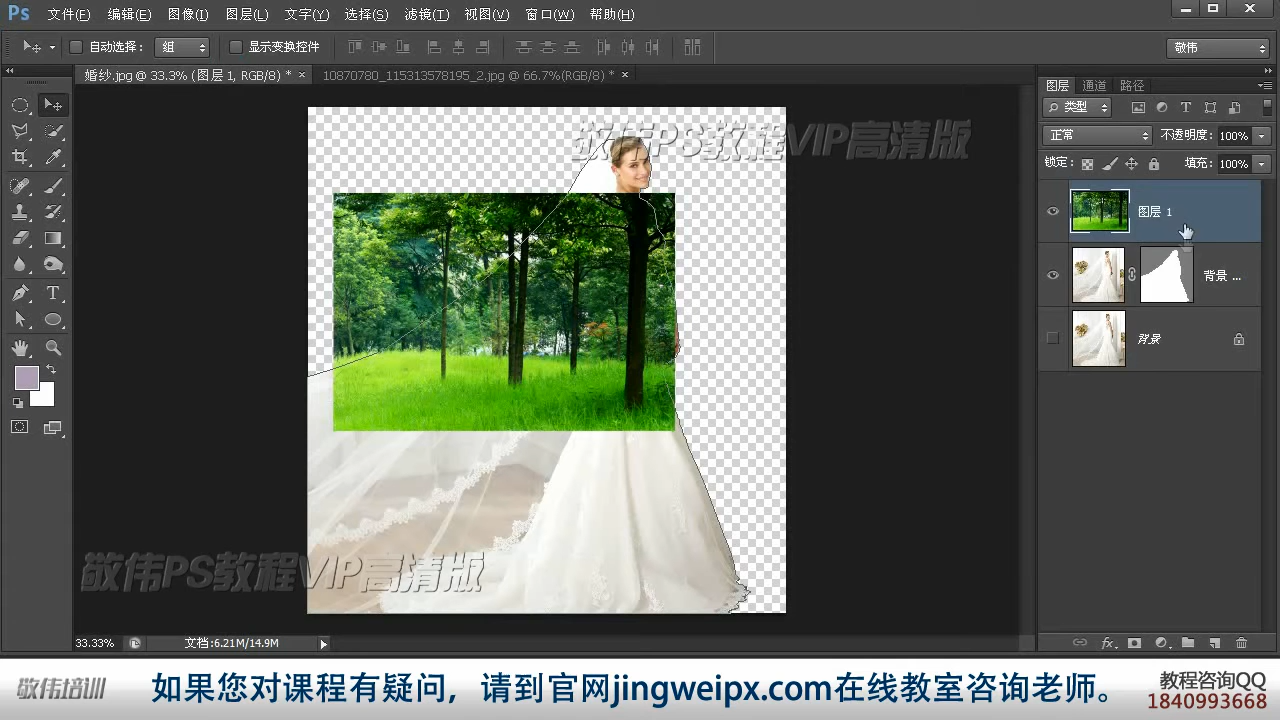 Ps 文件(F) 编辑(E) 图像(I) 图层(L) 文字(Y) 选择(S) 滤镜(T) 视图(V) 窗口(W) 帮助(H)
自动选择： 组 显示变换控件 敬伟
婚纱.jpg @ 33.3% (图层 1, RGB/8) * × 10870780_115313578195_2.jpg @ 66.7%(RGB/8) * ×
图层 通道 路径
类型
正常 不透明度： 100%
锁定： 填充： 100%
敬伟PS教程VIP高清版
图层 1
背景 ...
背景
敬伟PS教程VIP高清版
33.33% 文档:6.21M/14.9M
敬伟培训 如果您对课程有疑问，请到官网jingweipx.com在线教室咨询老师。 教程咨询QQ
1840993668